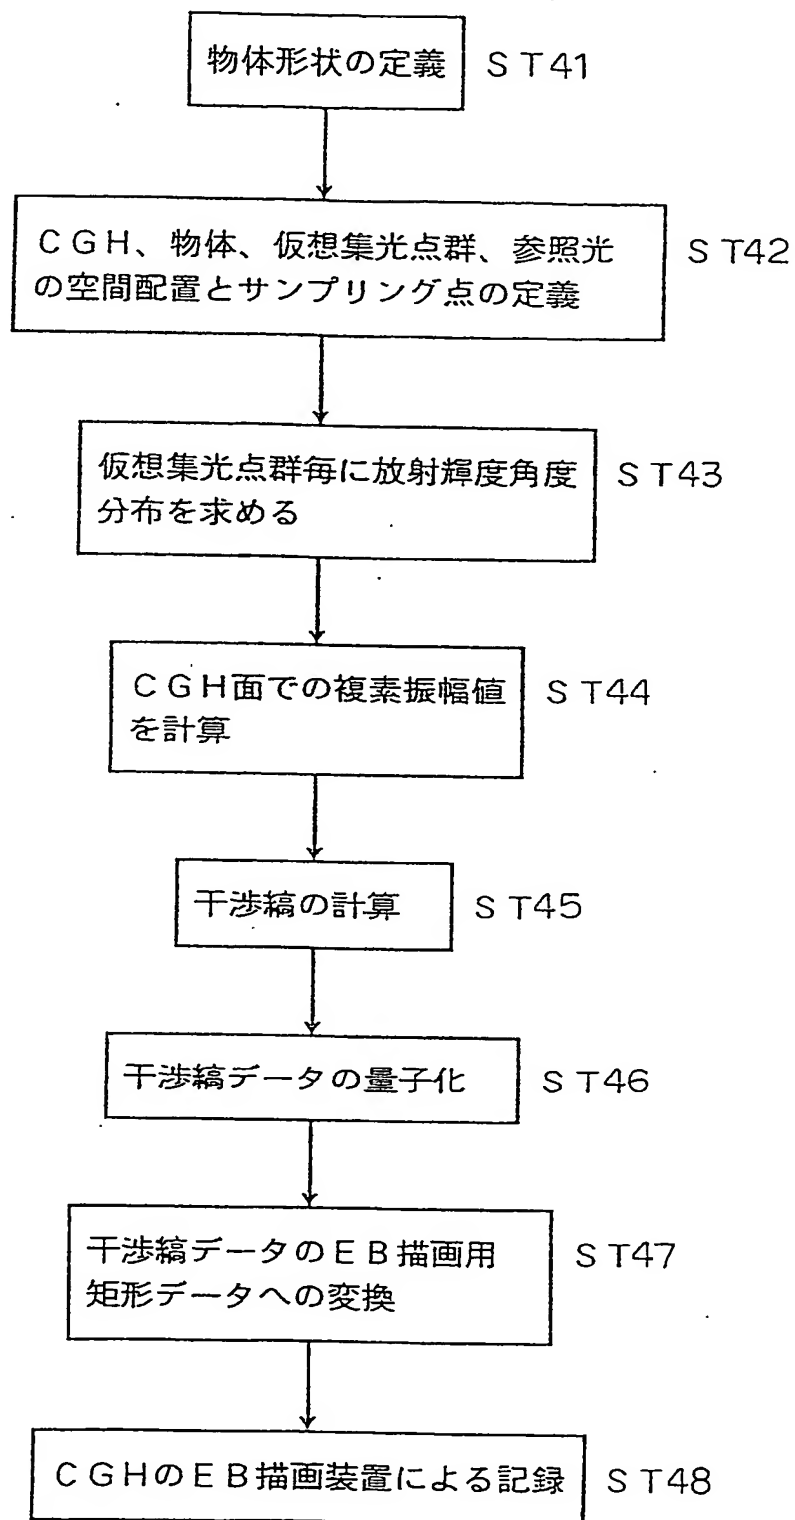 物体形状の定義 ST41
CGH、物体、仮想集光点群、参照光 ST42
の空間配置とサンプリング点の定義
仮想集光点群毎に放射輝度角度 ST43
分布を求める
CGH面での複素振幅値 ST44
を計算
干渉縞の計算 ST45
干渉縞データの量子化 ST46
干渉縞データのEB描画用 ST47
矩形データへの変換
CGHのEB描画装置による記録 ST48